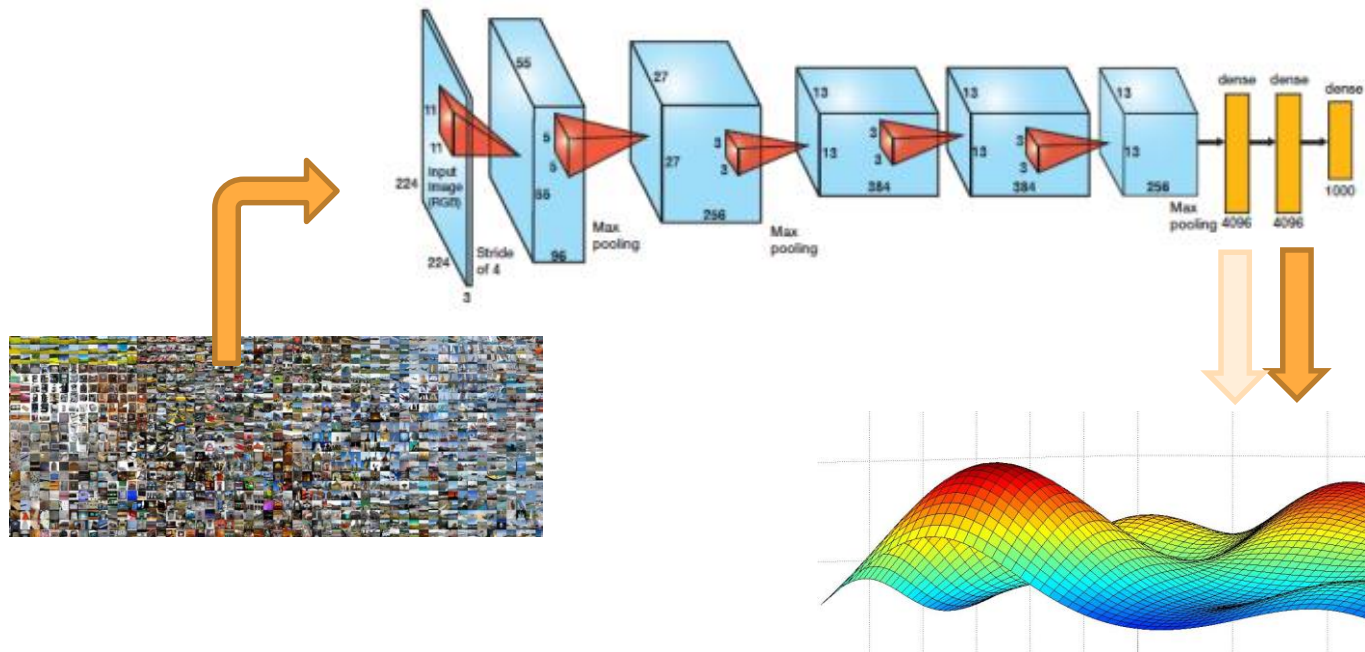 11
11
Input
Image
(RGB)
224
224
3
Stride
of 4
55
55
96
5
5
Max
pooling
27
27
256
3
3
Max
pooling
13
13
384
3
3
13
13
384
3
3
13
13
256
Max
pooling
dense
4096
dense
4096
dense
1000